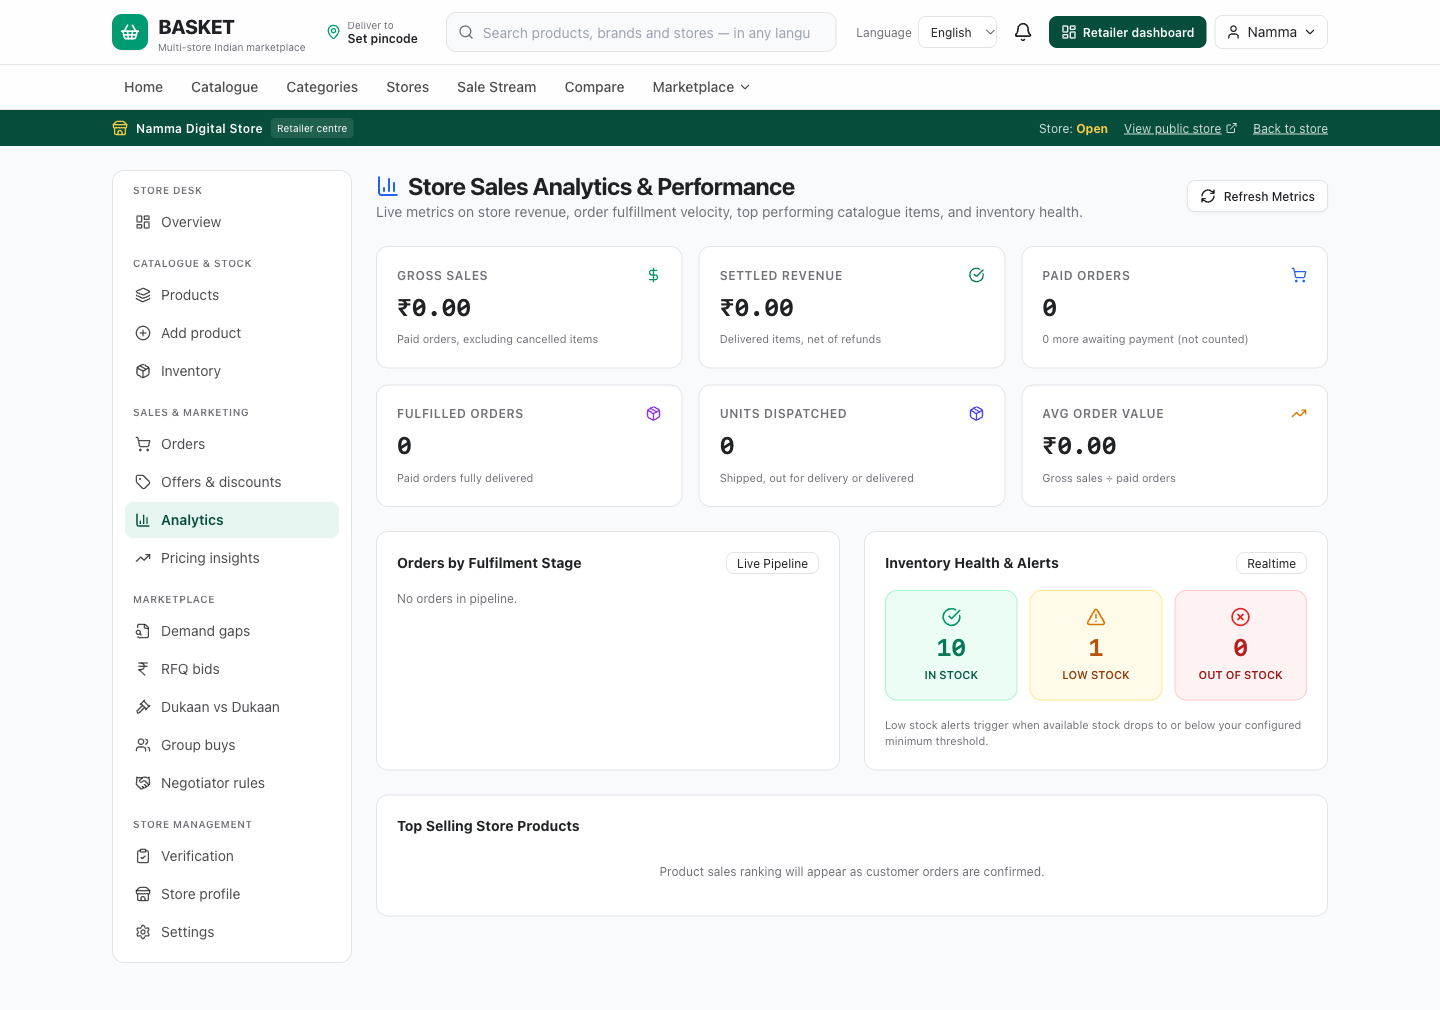 BASKET
Multi-store Indian marketplace
Deliver to
Set pincode
Search products, brands and stores — in any langu
Language
English
Retailer dashboard
Namma
Home
Catalogue
Categories
Stores
Sale Stream
Compare
Marketplace
Namma Digital Store
Retailer centre
Store: Open
View public store
Back to store
STORE DESK
Overview
CATALOGUE & STOCK
Products
Add product
Inventory
SALES & MARKETING
Orders
Offers & discounts
Analytics
Pricing insights
MARKETPLACE
Demand gaps
RFQ bids
Dukaan vs Dukaan
Group buys
Negotiator rules
STORE MANAGEMENT
Verification
Store profile
Settings
Store Sales Analytics & Performance
Live metrics on store revenue, order fulfillment velocity, top performing catalogue items, and inventory health.
Refresh Metrics
GROSS SALES
₹0.00
Paid orders, excluding cancelled items
SETTLED REVENUE
₹0.00
Delivered items, net of refunds
PAID ORDERS
0
0 more awaiting payment (not counted)
FULFILLED ORDERS
0
Paid orders fully delivered
UNITS DISPATCHED
0
Shipped, out for delivery or delivered
AVG ORDER VALUE
₹0.00
Gross sales ÷ paid orders
Orders by Fulfilment Stage
Live Pipeline
No orders in pipeline.
Inventory Health & Alerts
Realtime
10
IN STOCK
1
LOW STOCK
0
OUT OF STOCK
Low stock alerts trigger when available stock drops to or below your configured
minimum threshold.
Top Selling Store Products
Product sales ranking will appear as customer orders are confirmed.